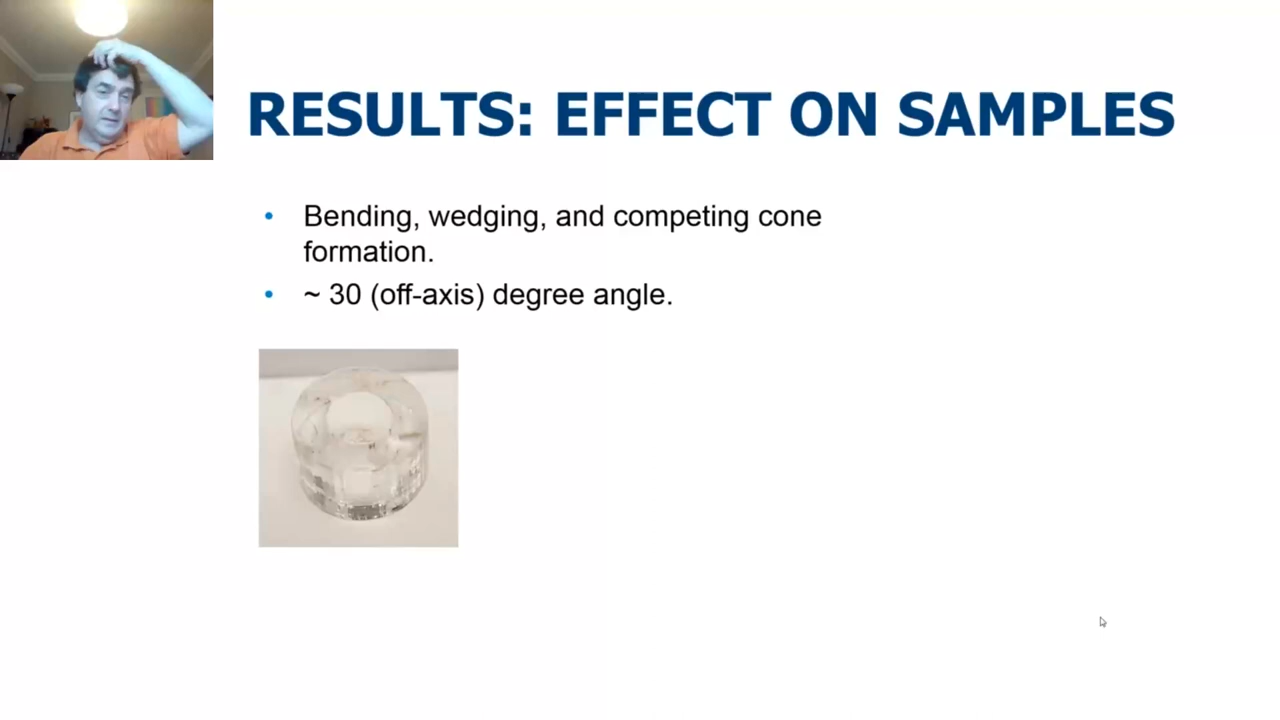 RESULTS: EFFECT ON SAMPLES
• Bending, wedging, and competing cone
formation.
• ~ 30 (off-axis) degree angle.